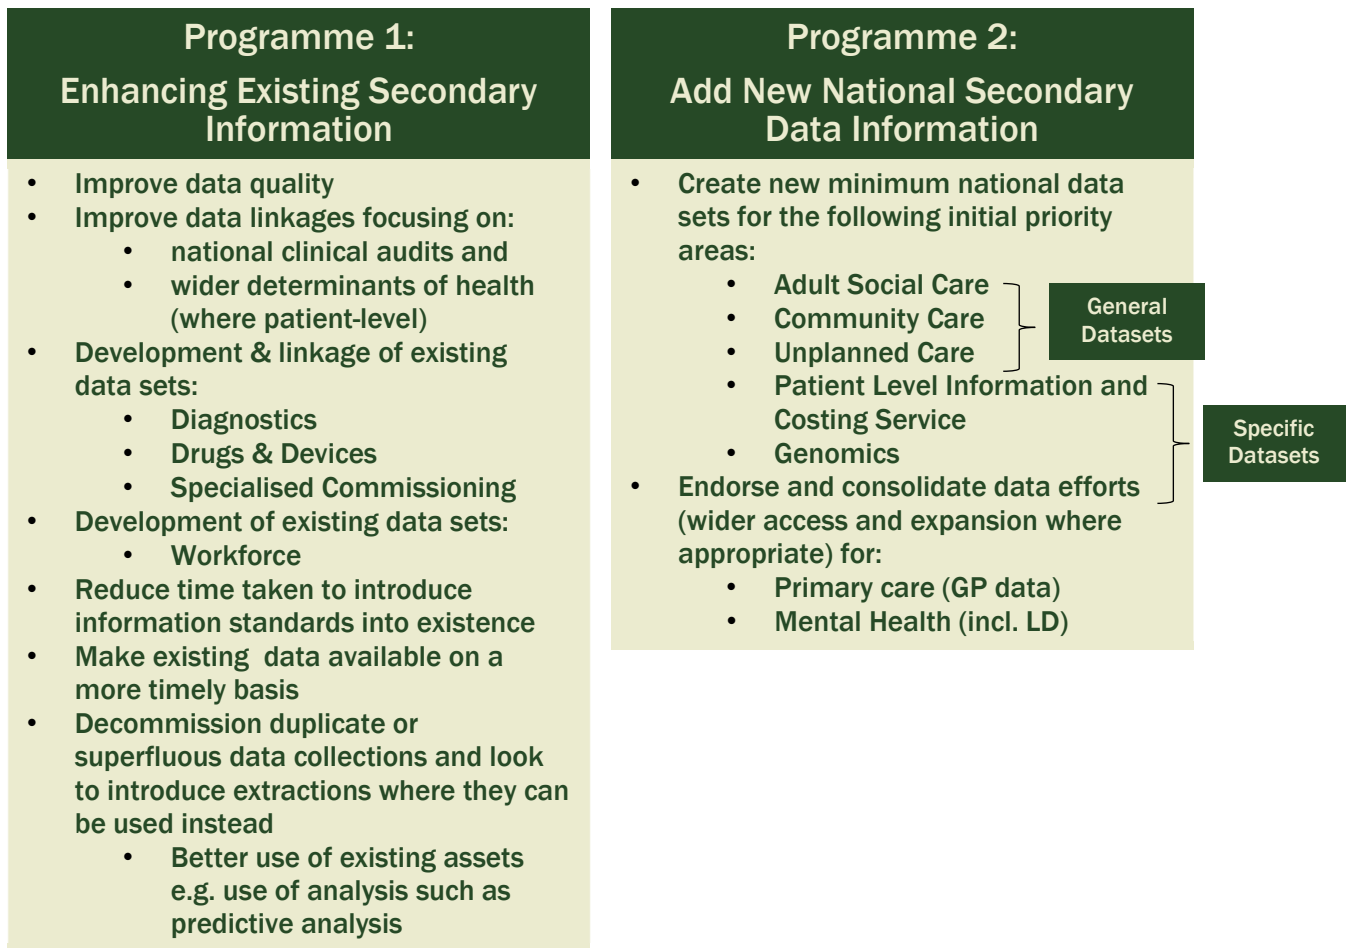 Programme 1:
Enhancing Existing Secondary
Information
• Improve data quality
• Improve data linkages focusing on:
• national clinical audits and
• wider determinants of health
(where patient-level)
• Development & linkage of existing
data sets:
• Diagnostics
• Drugs & Devices
• Specialised Commissioning
• Development of existing data sets:
• Workforce
• Reduce time taken to introduce
information standards into existence
• Make existing  data available on a
more timely basis
• Decommission duplicate or
superfluous data collections and look
to introduce extractions where they can
be used instead
• Better use of existing assets
e.g. use of analysis such as
predictive analysis
Programme 2:
Add New National Secondary
Data Information
• Create new minimum national data
sets for the following initial priority
areas:
• Adult Social Care
• Community Care
• Unplanned Care
• Patient Level Information and
Costing Service
• Genomics
• Endorse and consolidate data efforts
(wider access and expansion where
appropriate) for:
• Primary care (GP data)
• Mental Health (incl. LD)
General
Datasets
Specific
Datasets